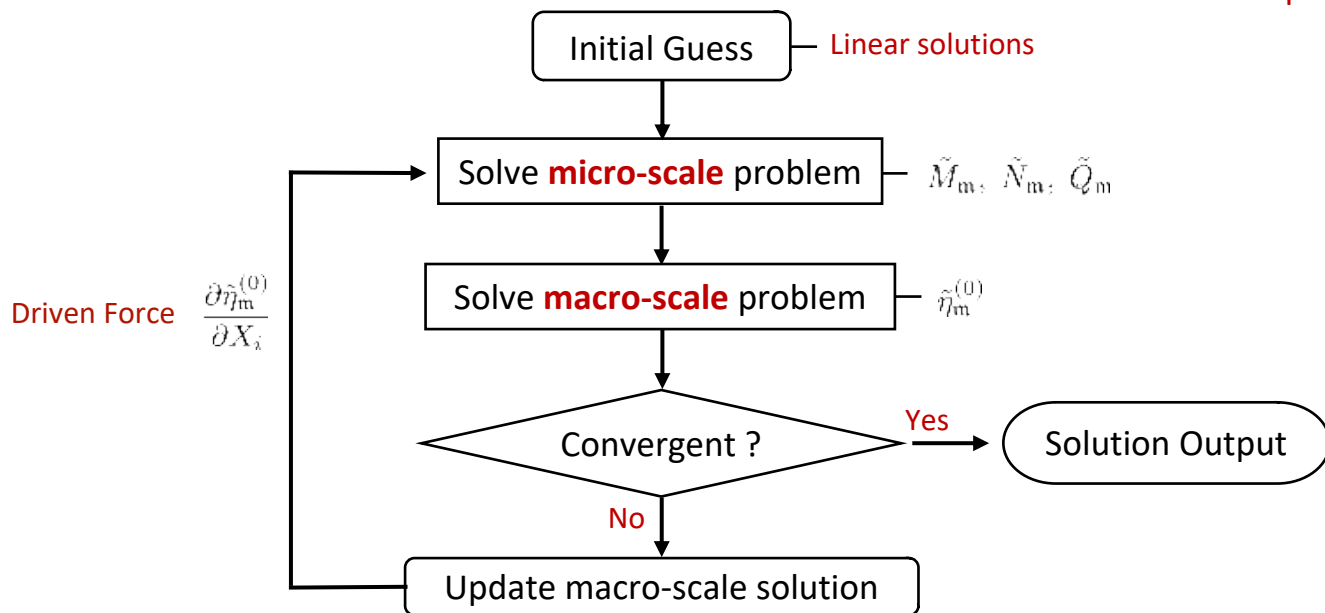 Initial Guess
Linear solutions
Solve micro-scale problem
M̃ₘ, Ñₘ, Q̃ₘ
Solve macro-scale problem
η̃ₘ⁽⁰⁾
Driven Force ∂η̃ₘ⁽⁰⁾/∂Xᵢ
Convergent ?
Yes
Solution Output
No
Update macro-scale solution